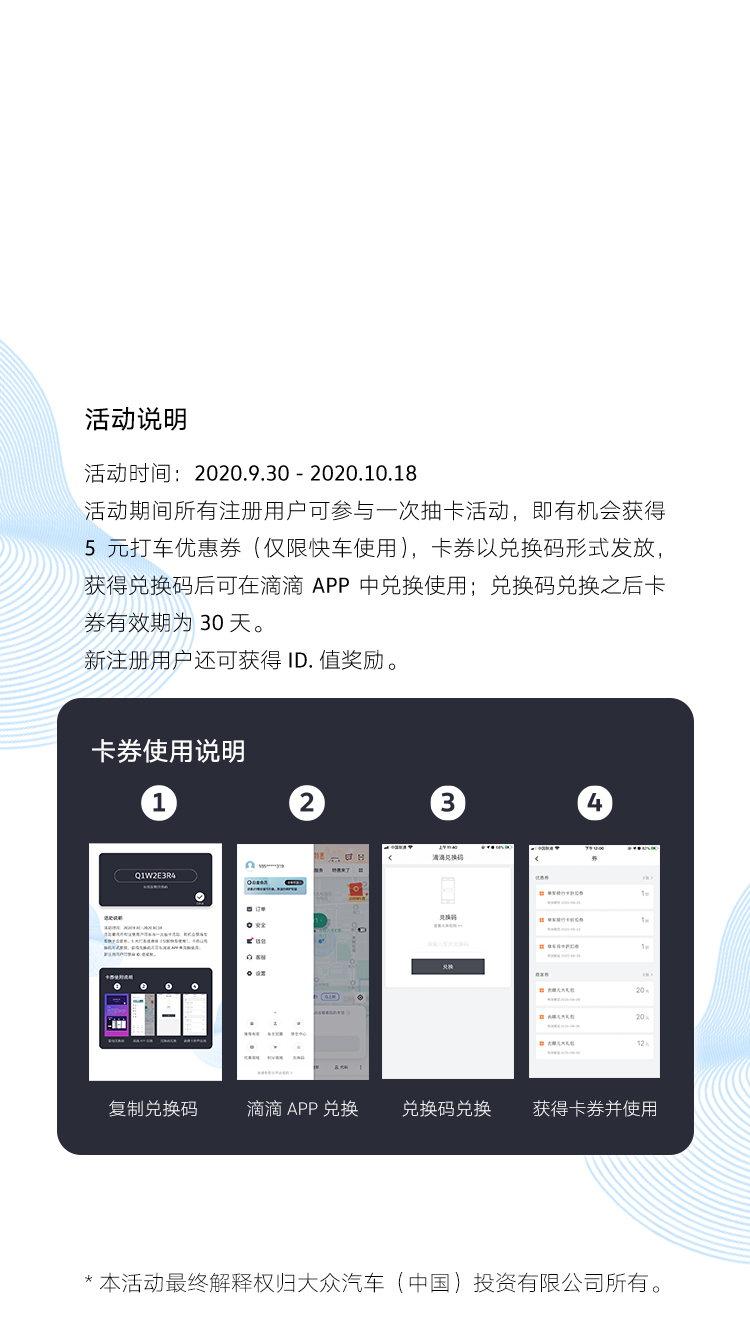 活动说明
活动时间：2020.9.30 - 2020.10.18
活动期间所有注册用户可参与一次抽卡活动，即有机会获得
5 元打车优惠券（仅限快车使用），卡券以兑换码形式发放，
获得兑换码后可在滴滴 APP 中兑换使用；兑换码兑换之后卡
券有效期为 30 天。
新注册用户还可获得 ID. 值奖励。
卡券使用说明
1 2 3 4
Q1W2E3R4
活动说明
卡券使用说明
订单
安全
钱包
客服
设置
滴滴兑换码
兑换码
兑换
券
优惠券
复制兑换码 滴滴 APP 兑换 兑换码兑换 获得卡券并使用
* 本活动最终解释权归大众汽车（中国）投资有限公司所有。